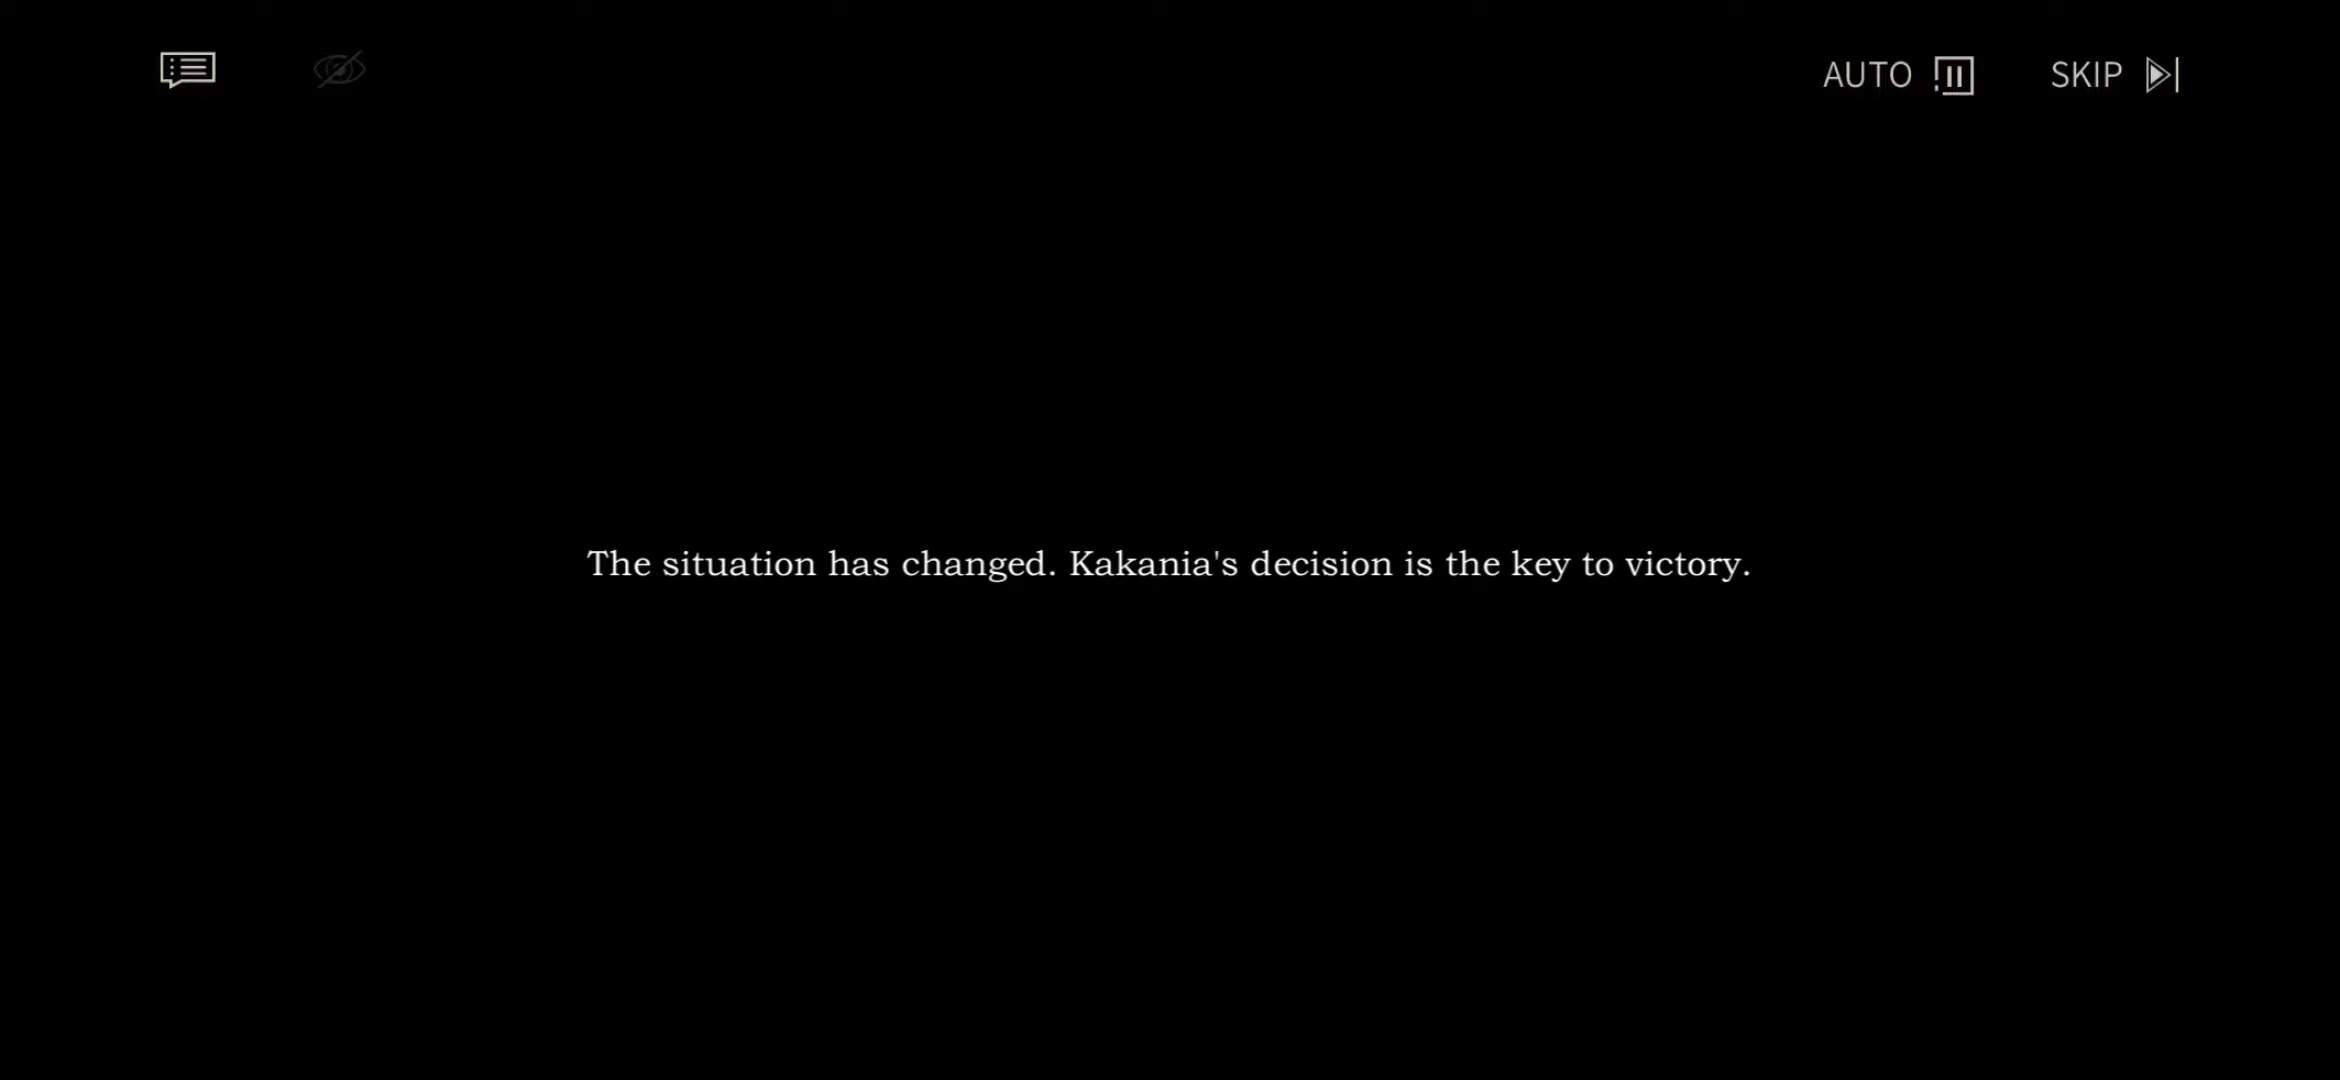 AUTO SKIP
The situation has changed. Kakania's decision is the key to victory.